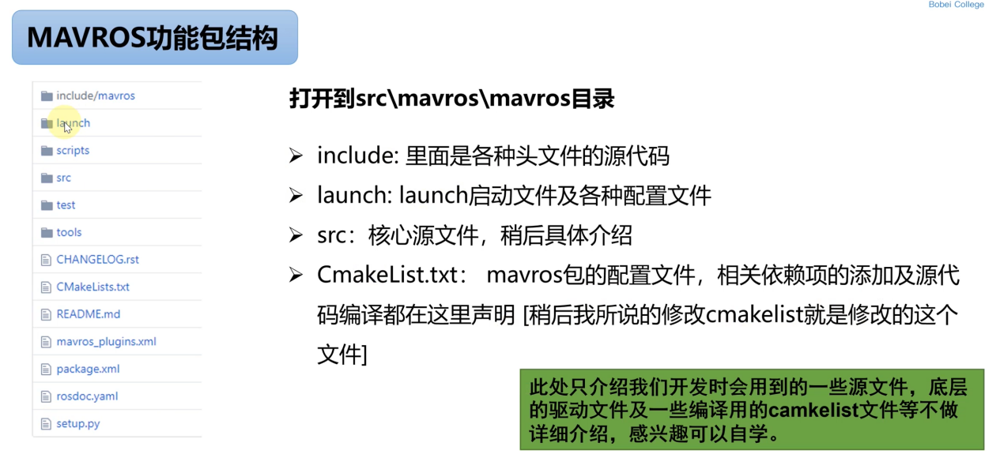 Bobei College
MAVROS功能包结构
include/mavros
launch
scripts
src
test
tools
CHANGELOG.rst
CMakeLists.txt
README.md
mavros_plugins.xml
package.xml
rosdoc.yaml
setup.py
打开到src\mavros\mavros目录
➢ include: 里面是各种头文件的源代码
➢ launch: launch启动文件及各种配置文件
➢ src：核心源文件，稍后具体介绍
➢ CmakeList.txt： mavros包的配置文件，相关依赖项的添加及源代
码编译都在这里声明 [稍后我所说的修改cmakelist就是修改的这个
文件]
此处只介绍我们开发时会用到的一些源文件，底层
的驱动文件及一些编译用的camkelist文件等不做
详细介绍，感兴趣可以自学。